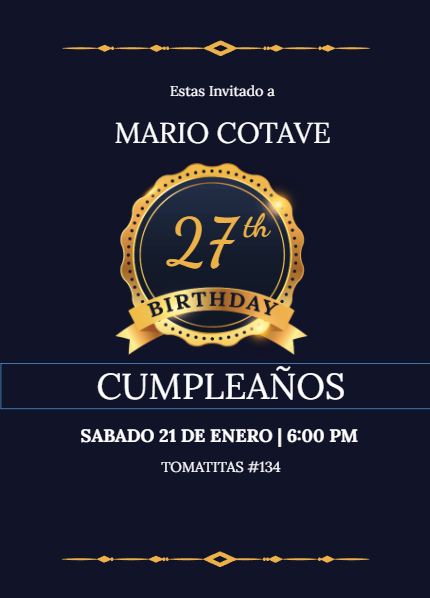 Estas Invitado a
MARIO COTAVE
27th
BIRTHDAY
CUMPLEAÑOS
SABADO 21 DE ENERO | 6:00 PM
TOMATITAS #134